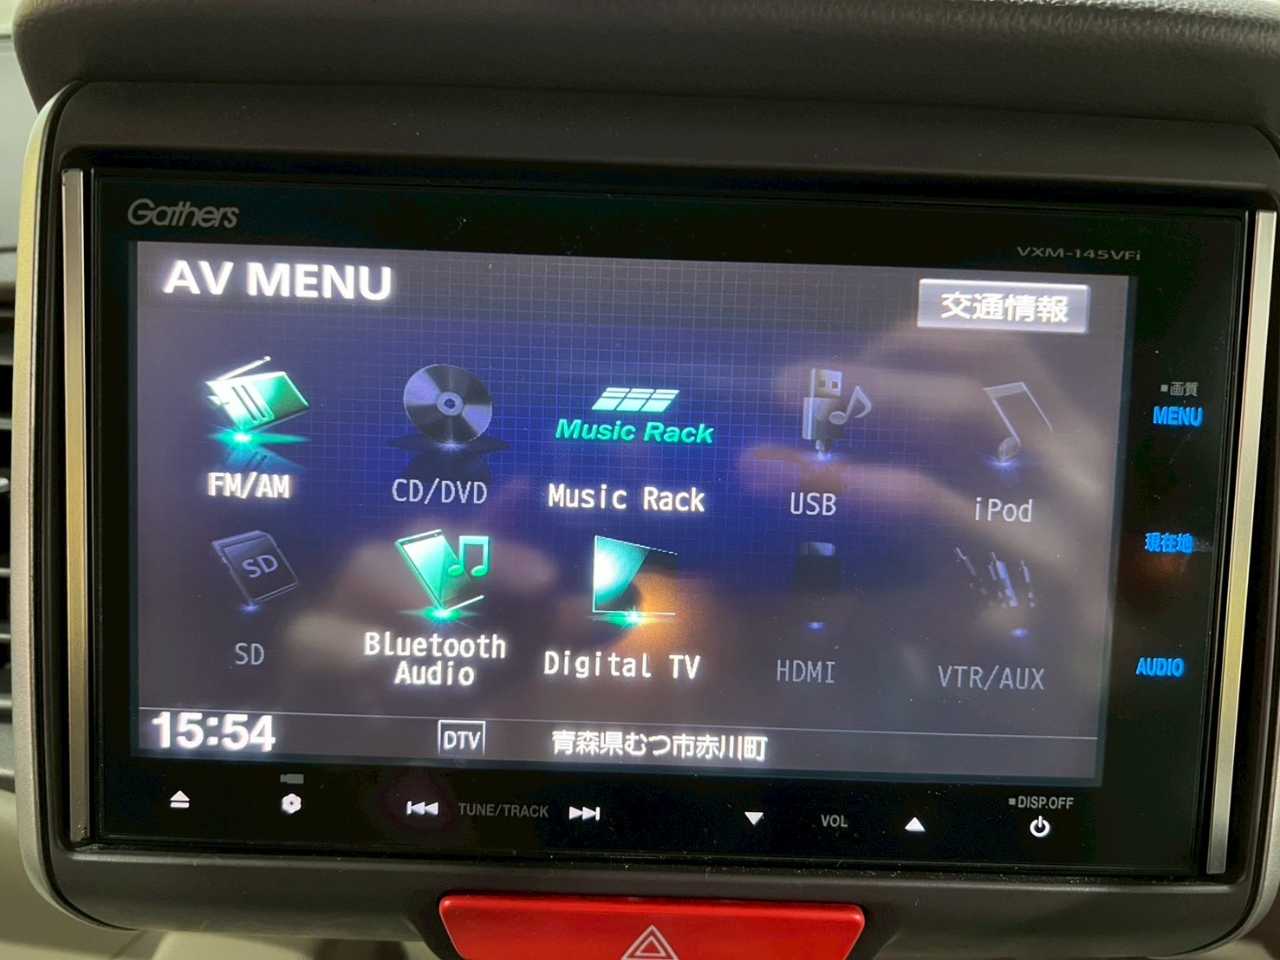 Gathers
VXM-145VFi
AV MENU
交通情報
FM/AM
CD/DVD
Music Rack
Music Rack
USB
iPod
SD
SD
Bluetooth
Audio
Digital TV
HDMI
VTR/AUX
15:54
DTV
青森県むつ市赤川町
画質
MENU
現在地
AUDIO
TUNE/TRACK
VOL
DISP.OFF